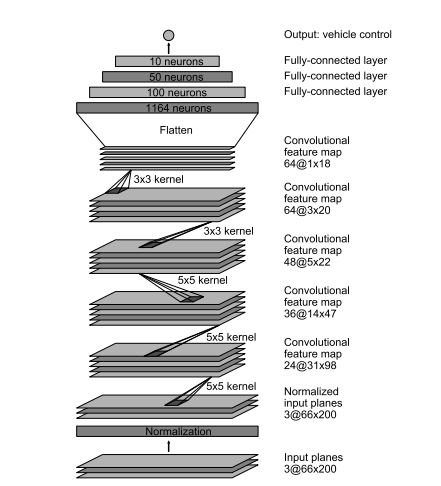 Output: vehicle control
10 neurons
Fully-connected layer
50 neurons
Fully-connected layer
100 neurons
Fully-connected layer
1164 neurons
Flatten
Convolutional
feature map
64@1x18
3x3 kernel
Convolutional
feature map
64@3x20
3x3 kernel
Convolutional
feature map
48@5x22
5x5 kernel
Convolutional
feature map
36@14x47
5x5 kernel
Convolutional
feature map
24@31x98
5x5 kernel
Normalized
input planes
3@66x200
Normalization
Input planes
3@66x200